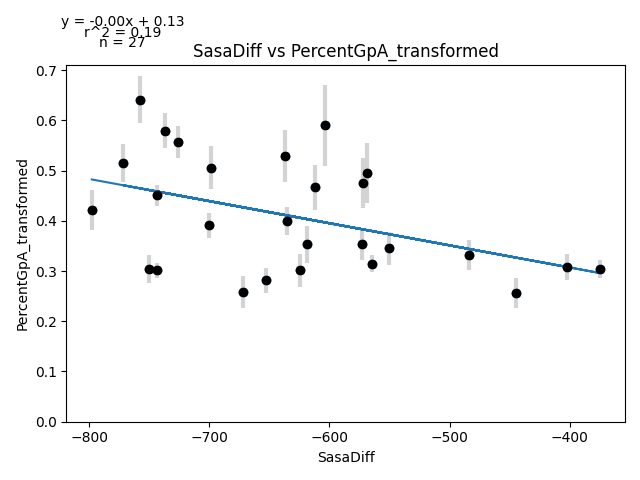 y = -0.00x + 0.13
r^2 = 0.19
n = 27
SasaDiff vs PercentGpA_transformed
0.7
0.6
0.5
0.4
0.3
0.2
0.1
0.0
PercentGpA_transformed
−800
−700
−600
−500
−400
SasaDiff